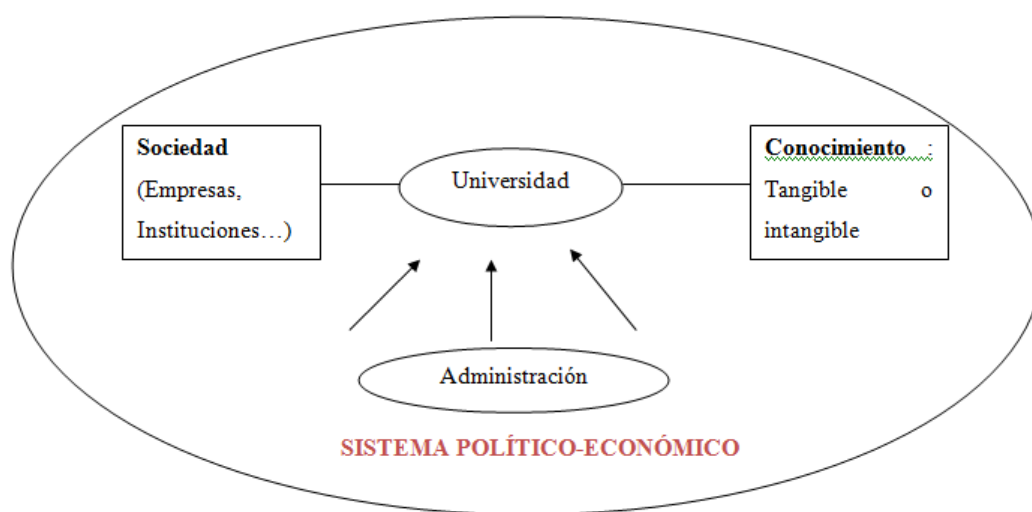 Sociedad
(Empresas,
Instituciones…)
Universidad
Conocimiento :
Tangible o
intangible
Administración
SISTEMA POLÍTICO-ECONÓMICO